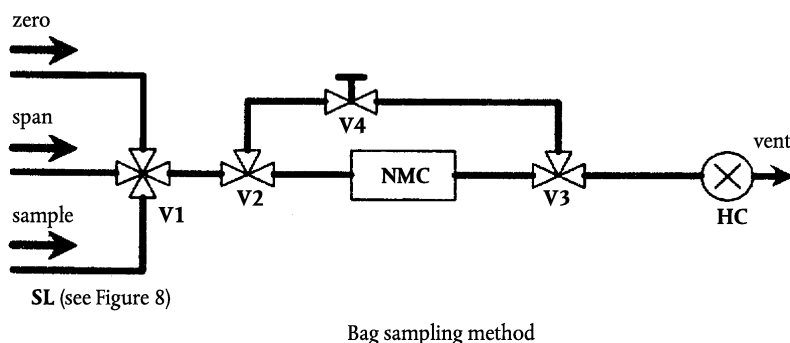 zero
span
sample
V1
V2
V4
NMC
V3
HC
vent
SL (see Figure 8)
Bag sampling method